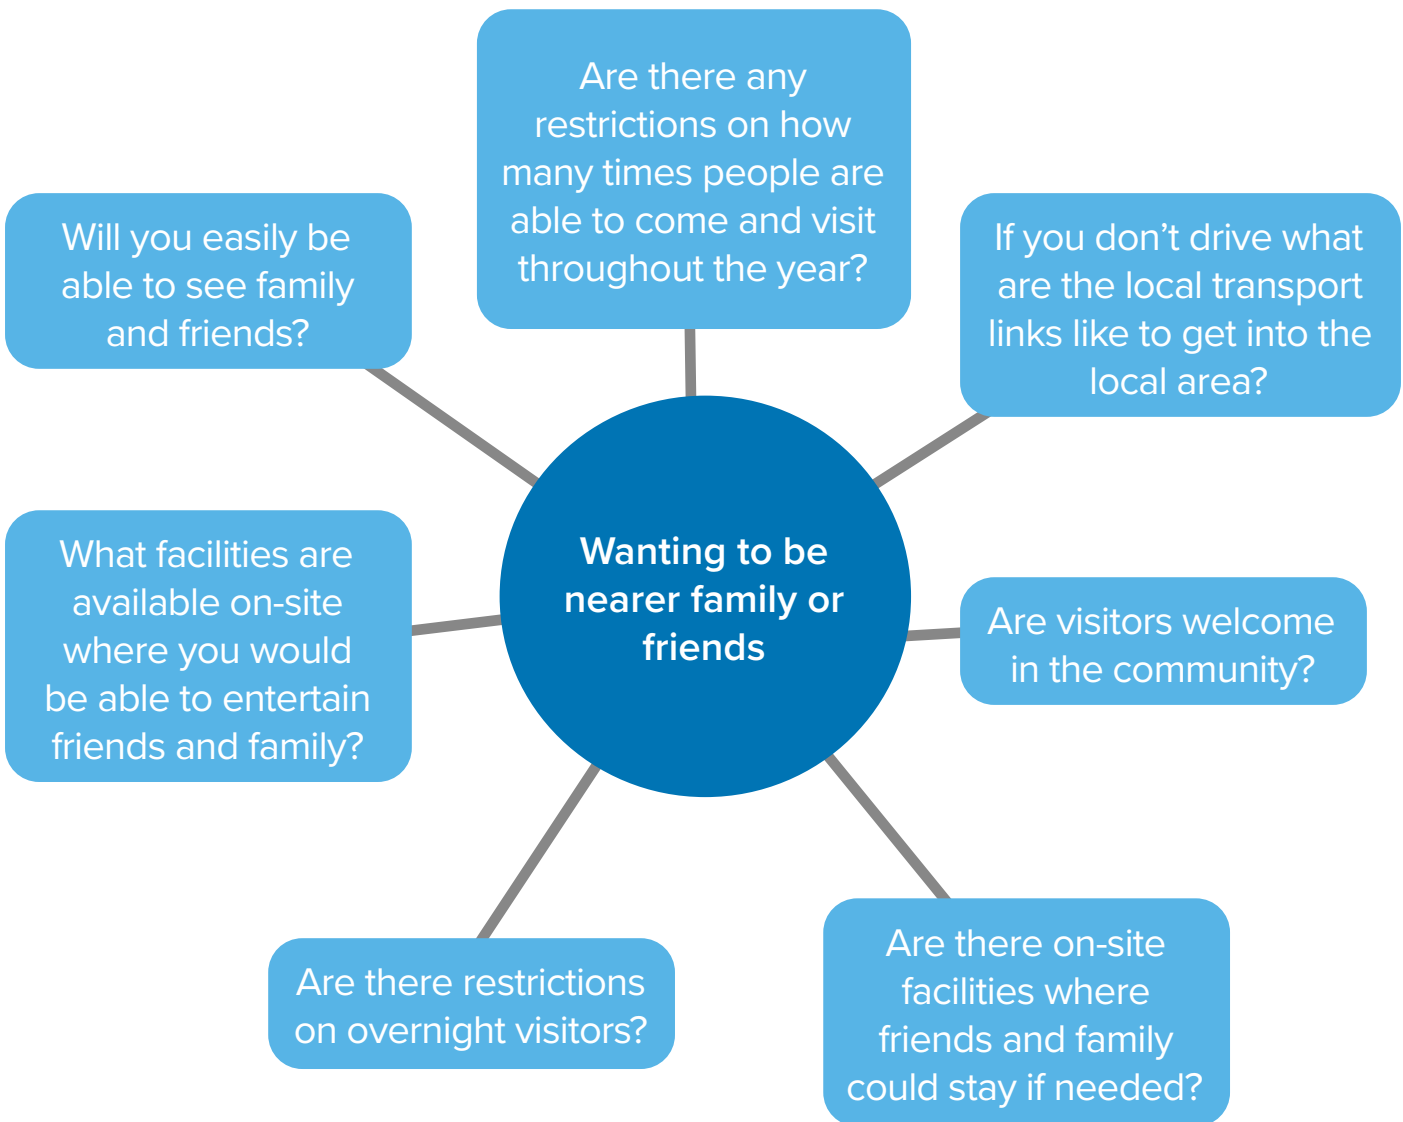 Are there any
restrictions on how
many times people are
able to come and visit
throughout the year?
Will you easily be
able to see family
and friends?
If you don’t drive what
are the local transport
links like to get into the
local area?
What facilities are
available on-site
where you would
be able to entertain
friends and family?
Wanting to be
nearer family or
friends
Are visitors welcome
in the community?
Are there restrictions
on overnight visitors?
Are there on-site
facilities where
friends and family
could stay if needed?